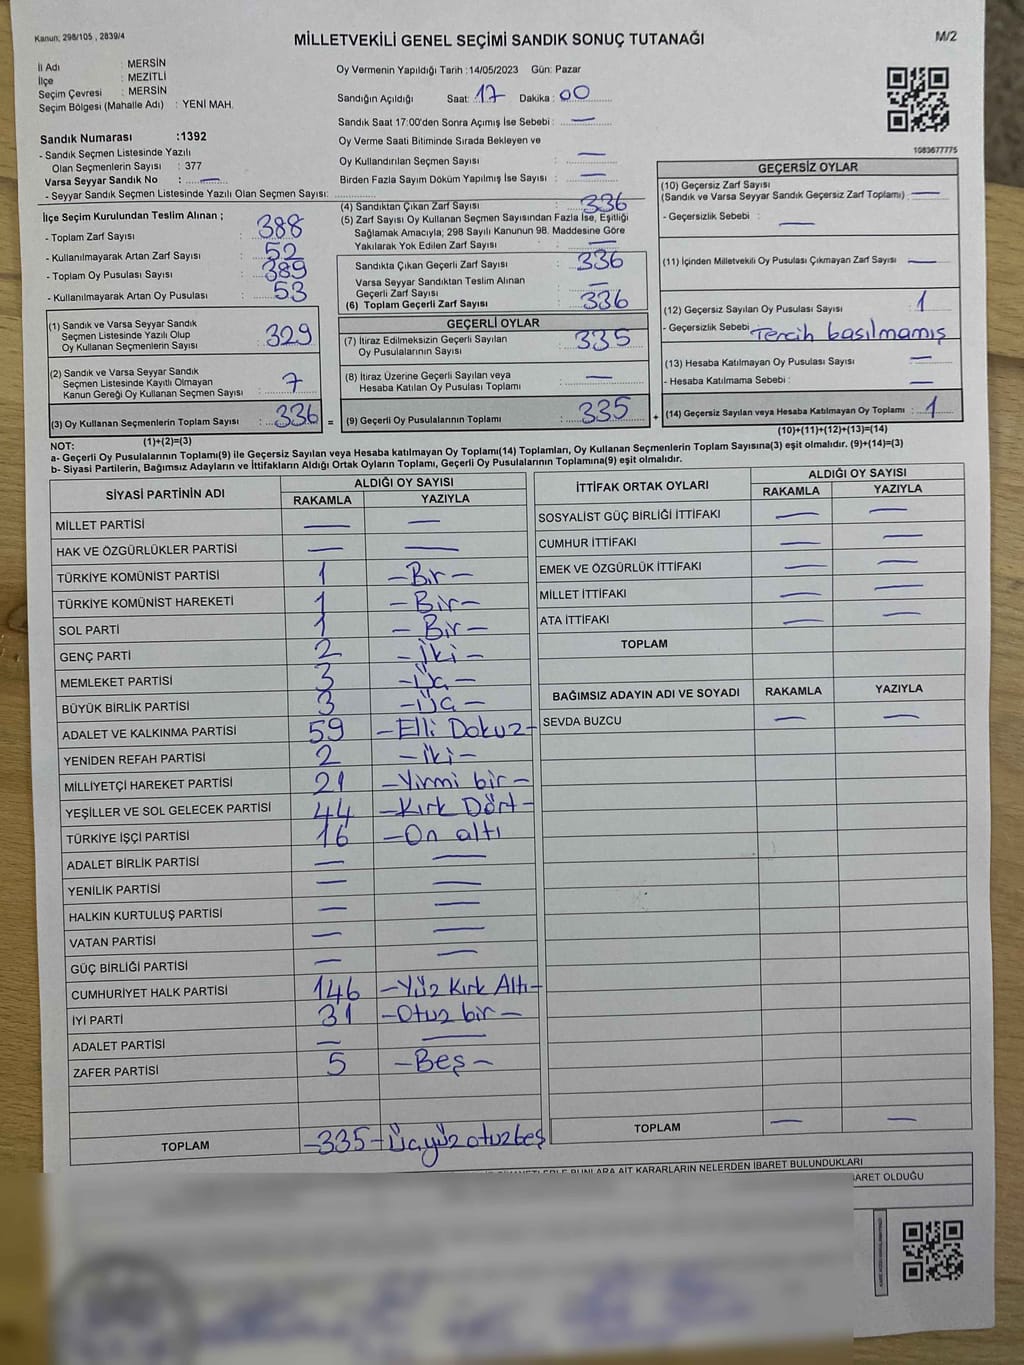 Kanun; 298/105 , 2839/4
MİLLETVEKİLİ GENEL SEÇİMİ SANDIK SONUÇ TUTANAĞI
M/2
İl Adı : MERSİN
İlçe : MEZİTLİ
Seçim Çevresi : MERSİN
Seçim Bölgesi (Mahalle Adı) : YENİ MAH.
Sandık Numarası :1392
- Sandık Seçmen Listesinde Yazılı
Olan Seçmenlerin Sayısı : 377
Varsa Seyyar Sandık No : —
- Seyyar Sandık Seçmen Listesinde Yazılı Olan Seçmen Sayısı:
Oy Vermenin Yapıldığı Tarih :14/05/2023 Gün: Pazar
Sandığın Açıldığı Saat: 17 Dakika : 00
Sandık Saat 17:00'den Sonra Açımış İse Sebebi : —
Oy Verme Saati Bitiminde Sırada Bekleyen ve
Oy Kullandırılan Seçmen Sayısı : —
Birden Fazla Sayım Döküm Yapılmış İse Sayısı : —
1083677775
İlçe Seçim Kurulundan Teslim Alınan ;
- Toplam Zarf Sayısı : 388
- Kullanılmayarak Artan Zarf Sayısı : 52
- Toplam Oy Pusulası Sayısı : 389
- Kullanılmayarak Artan Oy Pusulası : 53
(1) Sandık ve Varsa Seyyar Sandık
Seçmen Listesinde Yazılı Olup
Oy Kullanan Seçmenlerin Sayısı : 329
(2) Sandık ve Varsa Seyyar Sandık
Seçmen Listesinde Kayıtlı Olmayan
Kanun Gereği Oy Kullanan Seçmen Sayısı : 7
(3) Oy Kullanan Seçmenlerin Toplam Sayısı : 336 =
(1)+(2)=(3)
(4) Sandıktan Çıkan Zarf Sayısı : 336
(5) Zarf Sayısı Oy Kullanan Seçmen Sayısından Fazla İse, Eşitliği
Sağlamak Amacıyla; 298 Sayılı Kanunun 98. Maddesine Göre
Yakılarak Yok Edilen Zarf Sayısı : —
Sandıkta Çıkan Geçerli Zarf Sayısı : 336
Varsa Seyyar Sandıktan Teslim Alınan
Geçerli Zarf Sayısı : —
(6) Toplam Geçerli Zarf Sayısı : 336
GEÇERLİ OYLAR
(7) İtiraz Edilmeksizin Geçerli Sayılan
Oy Pusulalarının Sayısı : 335
(8) İtiraz Üzerine Geçerli Sayılan veya
Hesaba Katılan Oy Pusulası Toplamı : —
(9) Geçerli Oy Pusulalarının Toplamı : 335 +
GEÇERSİZ OYLAR
(10) Geçersiz Zarf Sayısı
(Sandık ve Varsa Seyyar Sandık Geçersiz Zarf Toplamı) : —
- Geçersizlik Sebebi : —
(11) İçinden Milletvekili Oy Pusulası Çıkmayan Zarf Sayısı : —
(12) Geçersiz Sayılan Oy Pusulası Sayısı : 1
- Geçersizlik Sebebi : Tercih basılmamış
(13) Hesaba Katılmayan Oy Pusulası Sayısı : —
- Hesaba Katılmama Sebebi : —
(14) Geçersiz Sayılan veya Hesaba Katılmayan Oy Toplamı : 1
(10)+(11)+(12)+(13)=(14)
NOT:
a- Geçerli Oy Pusulalarının Toplamı(9) ile Geçersiz Sayılan veya Hesaba katılmayan Oy Toplamı(14) Toplamları, Oy Kullanan Seçmenlerin Toplam Sayısına(3) eşit olmalıdır. (9)+(14)=(3)
b- Siyasi Partilerin, Bağımsız Adayların ve İttifakların Aldığı Ortak Oyların Toplamı, Geçerli Oy Pusulalarının Toplamına(9) eşit olmalıdır.
SİYASİ PARTİNİN ADI ALDIĞI OY SAYISI
RAKAMLA YAZIYLA
MİLLET PARTİSİ — —
HAK VE ÖZGÜRLÜKLER PARTİSİ — —
TÜRKİYE KOMÜNİST PARTİSİ 1 –Bir–
TÜRKİYE KOMÜNİST HAREKETİ 1 –Bir–
SOL PARTİ 1 –Bir–
GENÇ PARTİ 2 –İki–
MEMLEKET PARTİSİ 3 –Üç–
BÜYÜK BİRLİK PARTİSİ 3 –Üç–
ADALET VE KALKINMA PARTİSİ 59 –Elli Dokuz–
YENİDEN REFAH PARTİSİ 2 –iki–
MİLLİYETÇİ HAREKET PARTİSİ 21 –Yirmi bir–
YEŞİLLER VE SOL GELECEK PARTİSİ 44 –Kırk Dört–
TÜRKİYE İŞÇİ PARTİSİ 16 –On altı
ADALET BİRLİK PARTİSİ — —
YENİLİK PARTİSİ — —
HALKIN KURTULUŞ PARTİSİ — —
VATAN PARTİSİ — —
GÜÇ BİRLİĞİ PARTİSİ — —
CUMHURİYET HALK PARTİSİ 146 –Yüz Kırk Altı–
İYİ PARTİ 31 –Otuz bir–
ADALET PARTİSİ — —
ZAFER PARTİSİ 5 –Beş–
TOPLAM –335– Üçyüz otuzbeş
İTTİFAK ORTAK OYLARI ALDIĞI OY SAYISI
RAKAMLA YAZIYLA
SOSYALİST GÜÇ BİRLİĞİ İTTİFAKI — —
CUMHUR İTTİFAKI — —
EMEK VE ÖZGÜRLÜK İTTİFAKI — —
MİLLET İTTİFAKI — —
ATA İTTİFAKI — —
TOPLAM
BAĞIMSIZ ADAYIN ADI VE SOYADI RAKAMLA YAZIYLA
SEVDA BUZCU — —
TOPLAM — —
BUNLARA AİT KARARLARIN NELERDEN İBARET BULUNDUKLARI
İBARET OLDUĞU